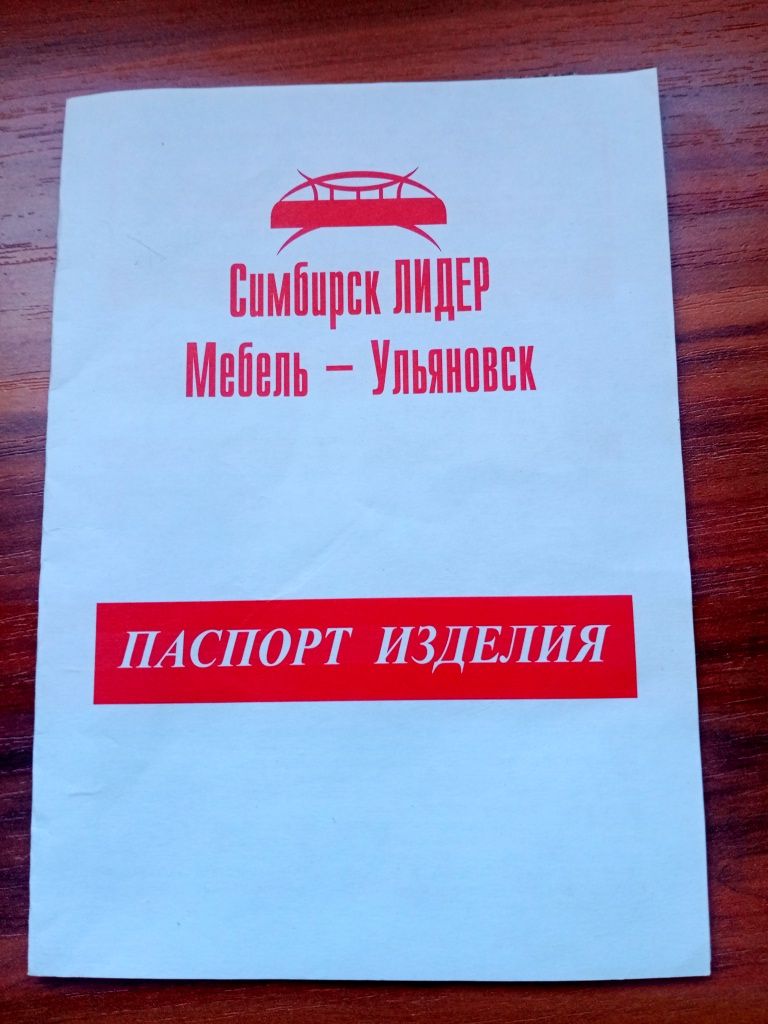 Симбирск ЛИДЕР
Мебель – Ульяновск
ПАСПОРТ ИЗДЕЛИЯ